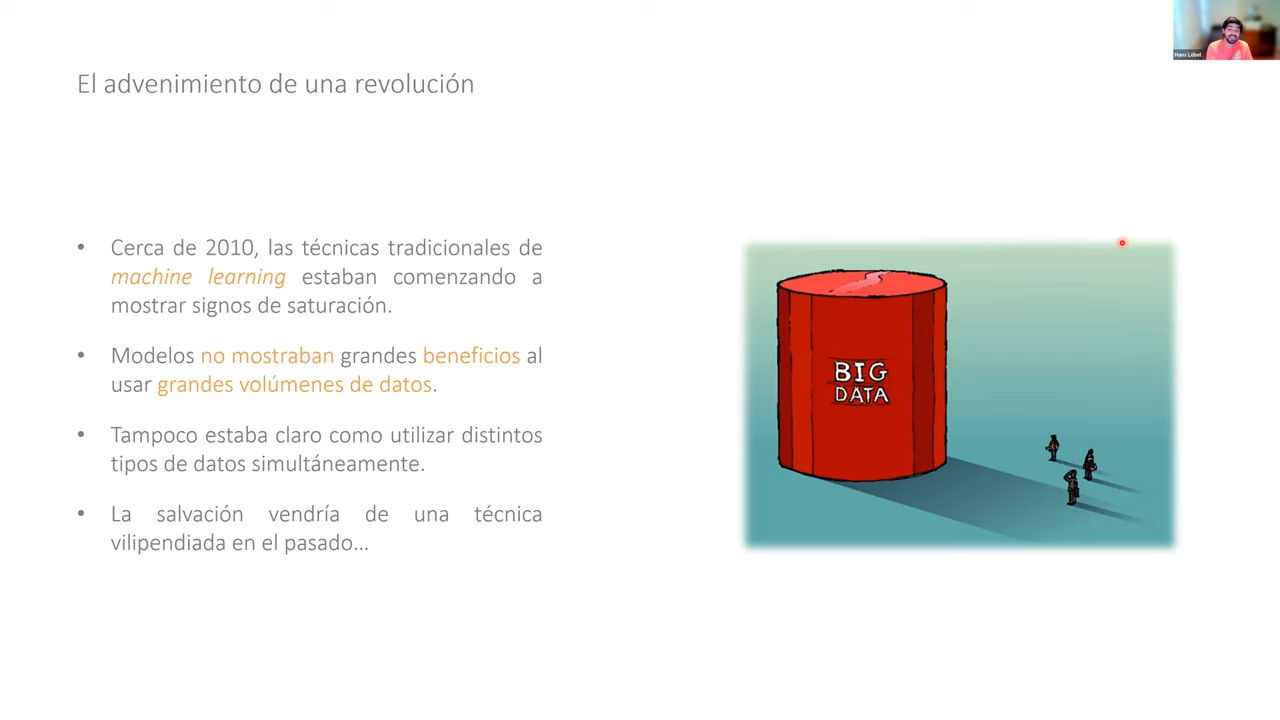 Hans Löbel
El advenimiento de una revolución
• Cerca de 2010, las técnicas tradicionales de
machine learning estaban comenzando a
mostrar signos de saturación.
• Modelos no mostraban grandes beneficios al
usar grandes volúmenes de datos.
• Tampoco estaba claro como utilizar distintos
tipos de datos simultáneamente.
• La salvación vendría de una técnica
vilipendiada en el pasado...
BIG
DATA